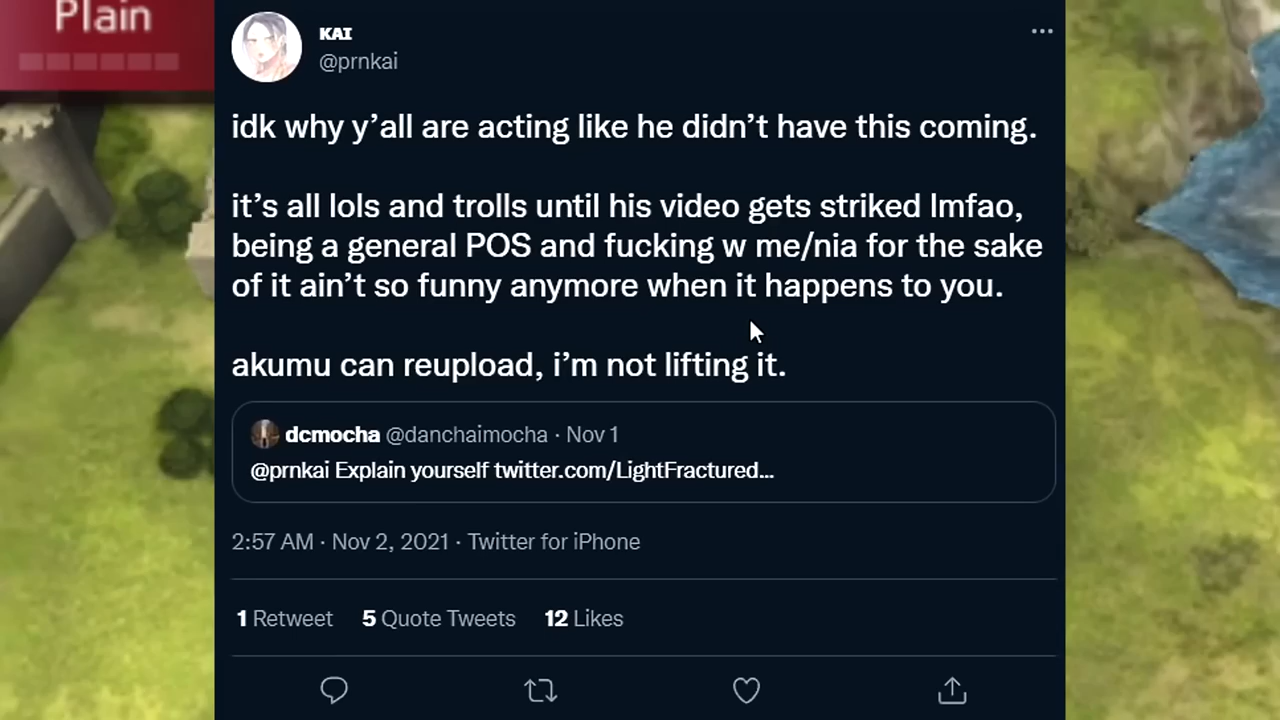 Plain
KAI
@prnkai
idk why y’all are acting like he didn’t have this coming.
it’s all lols and trolls until his video gets striked lmfao,
being a general POS and fucking w me/nia for the sake
of it ain’t so funny anymore when it happens to you.
akumu can reupload, i’m not lifting it.
dcmocha @danchaimocha · Nov 1
@prnkai Explain yourself twitter.com/LightFractured...
2:57 AM · Nov 2, 2021 · Twitter for iPhone
1 Retweet 5 Quote Tweets 12 Likes